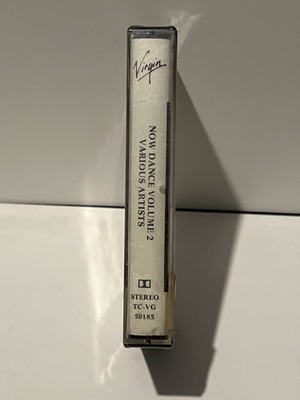 Virgin
NOW DANCE VOLUME 2
VARIOUS ARTISTS
STEREO
TC-VG
50185